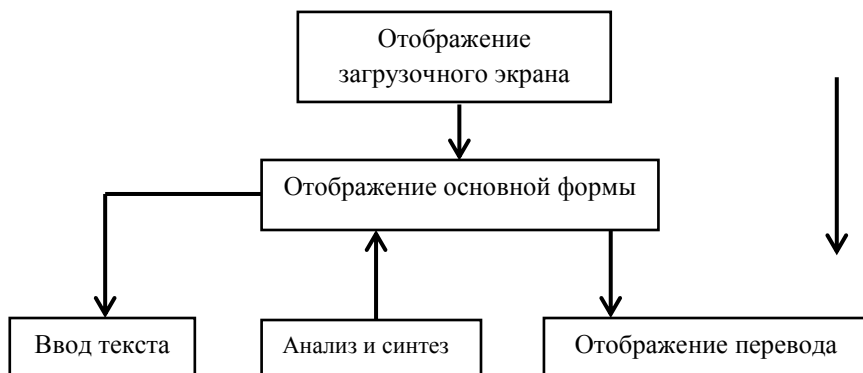 Отображение
загрузочного экрана
Отображение основной формы
Ввод текста
Анализ и синтез
Отображение перевода